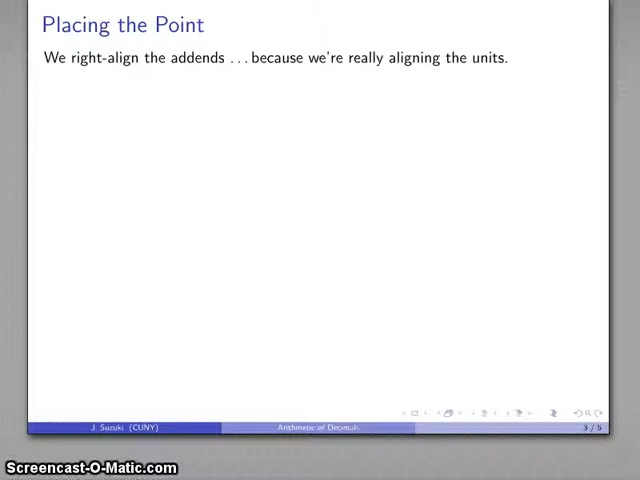 Placing the Point
We right-align the addends . . . because we're really aligning the units.
J. Suzuki (CUNY)
Arithmetic of Decimals
3 / 5
Screencast-O-Matic.com